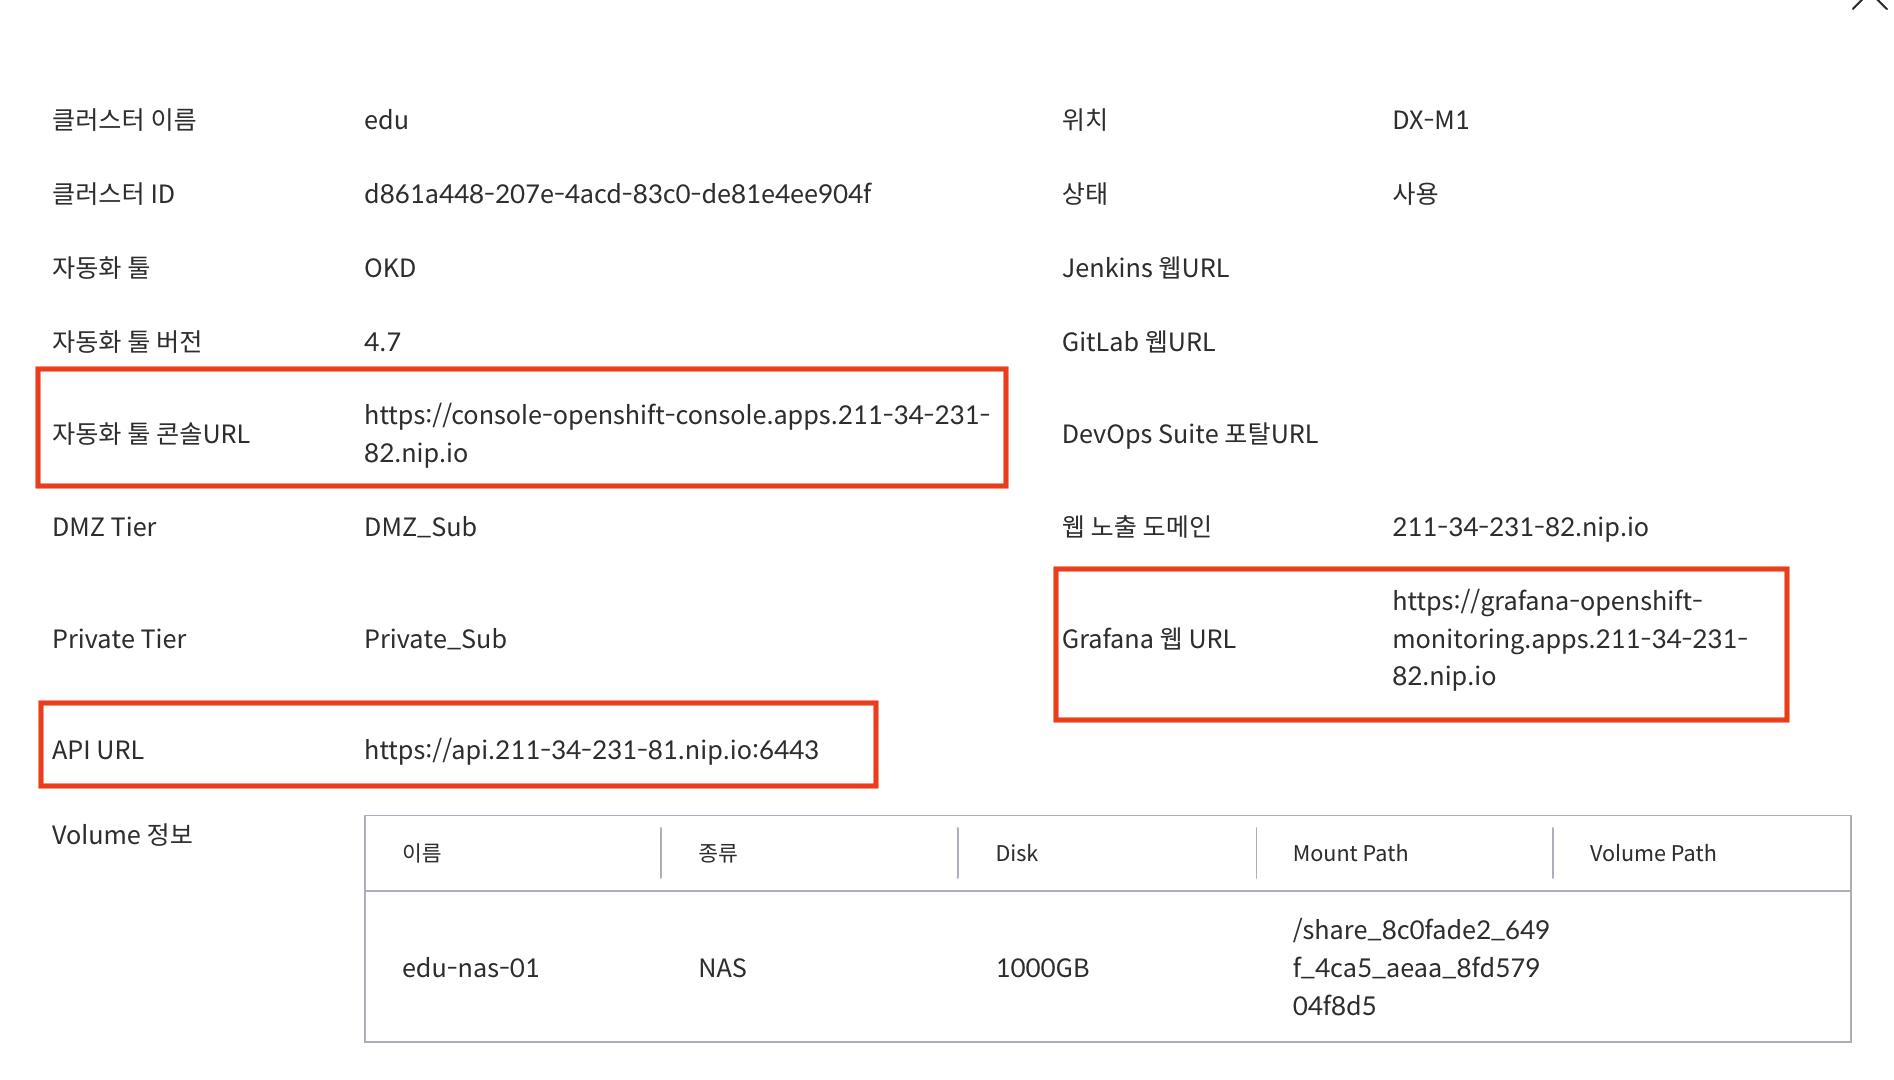 클러스터 이름 edu 위치 DX-M1
클러스터 ID d861a448-207e-4acd-83c0-de81e4ee904f 상태 사용
자동화 툴 OKD Jenkins 웹URL
자동화 툴 버전 4.7 GitLab 웹URL
자동화 툴 콘솔URL
https://console-openshift-console.apps.211-34-231-
82.nip.io
DevOps Suite 포탈URL
DMZ Tier DMZ_Sub 웹 노출 도메인 211-34-231-82.nip.io
Private Tier Private_Sub
Grafana 웹 URL
https://grafana-openshift-
monitoring.apps.211-34-231-
82.nip.io
API URL https://api.211-34-231-81.nip.io:6443
Volume 정보
이름 종류 Disk Mount Path Volume Path
edu-nas-01 NAS 1000GB
/share_8c0fade2_649
f_4ca5_aeaa_8fd579
04f8d5